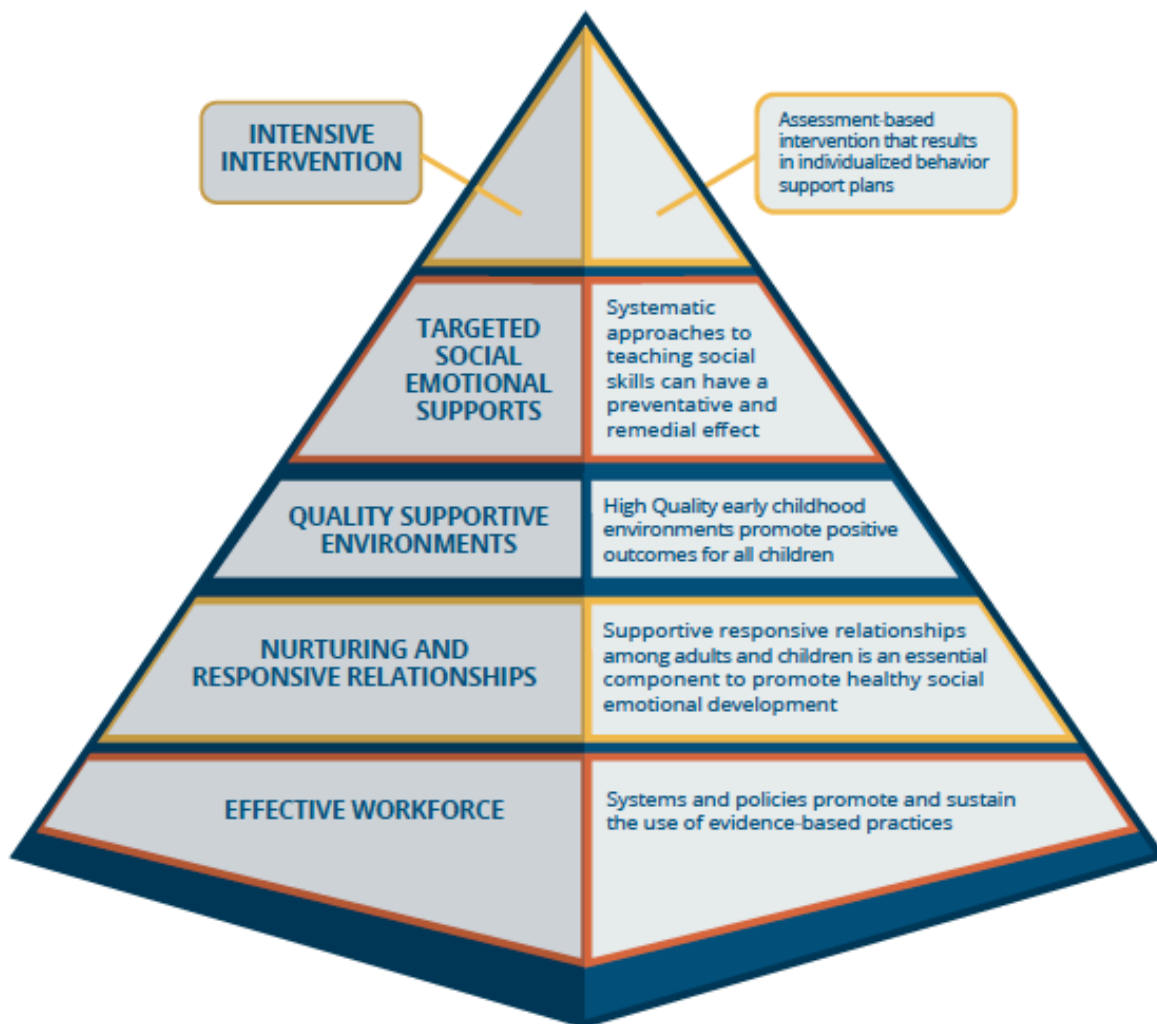 INTENSIVE
INTERVENTION
Assessment-based
intervention that results
in individualized behavior
support plans
TARGETED
SOCIAL
EMOTIONAL
SUPPORTS
Systematic
approaches to
teaching social
skills can have a
preventative and
remedial effect
QUALITY SUPPORTIVE
ENVIRONMENTS
High Quality early childhood
environments promote positive
outcomes for all children
NURTURING AND
RESPONSIVE RELATIONSHIPS
Supportive responsive relationships
among adults and children is an essential
component to promote healthy social
emotional development
EFFECTIVE WORKFORCE
Systems and policies promote and sustain
the use of evidence-based practices